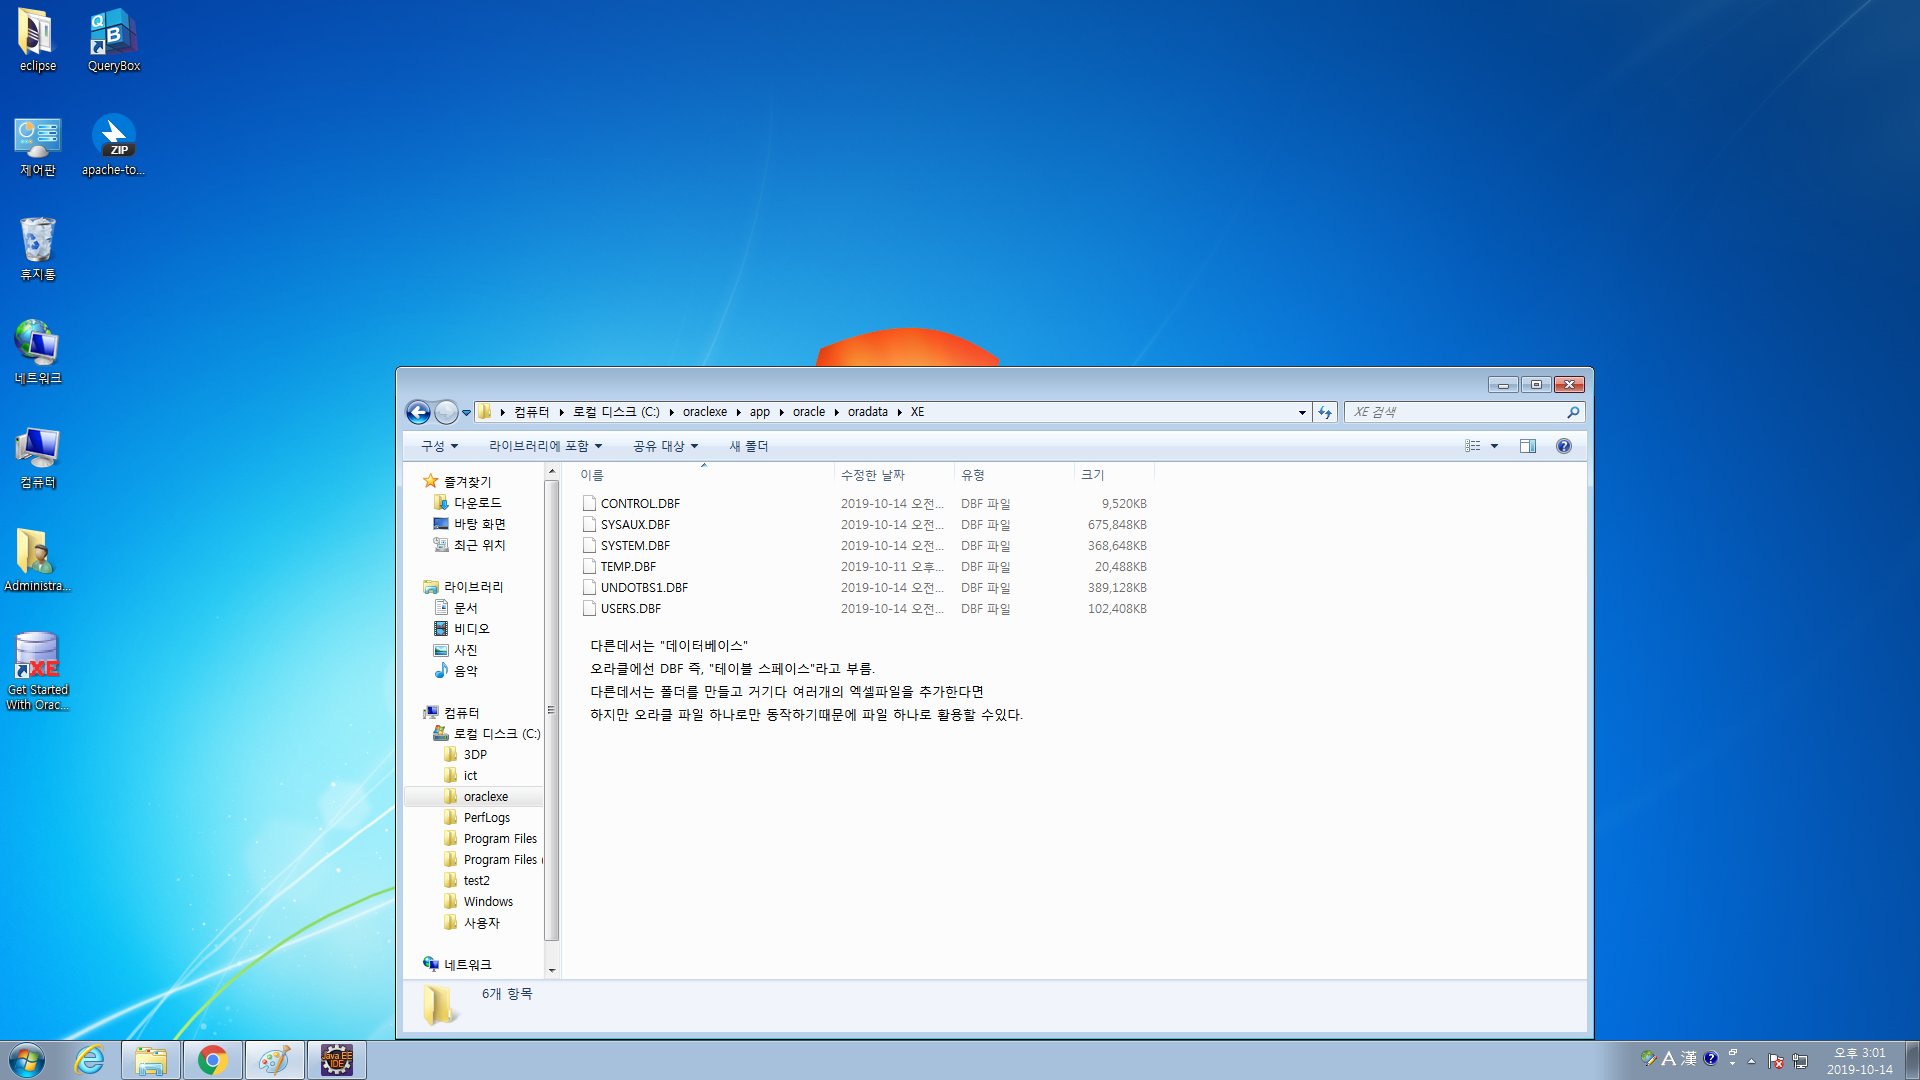 eclipse
QueryBox
제어판
ZIP
apache-to...
휴지통
네트워크
컴퓨터
Administra...
XE
Get Started
With Orac...
컴퓨터 로컬 디스크 (C:) oraclexe app oracle oradata XE
XE 검색
구성 라이브러리에 포함 공유 대상 새 폴더
즐겨찾기
다운로드
바탕 화면
최근 위치
라이브러리
문서
비디오
사진
음악
컴퓨터
로컬 디스크 (C:)
3DP
ict
oraclexe
PerfLogs
Program Files
Program Files (
test2
Windows
사용자
네트워크
이름 수정한 날짜 유형 크기
CONTROL.DBF 2019-10-14 오전... DBF 파일 9,520KB
SYSAUX.DBF 2019-10-14 오전... DBF 파일 675,848KB
SYSTEM.DBF 2019-10-14 오전... DBF 파일 368,648KB
TEMP.DBF 2019-10-11 오후... DBF 파일 20,488KB
UNDOTBS1.DBF 2019-10-14 오전... DBF 파일 389,128KB
USERS.DBF 2019-10-14 오전... DBF 파일 102,408KB
다른데서는 "데이터베이스"
오라클에선 DBF 즉, "테이블 스페이스"라고 부름.
다른데서는 폴더를 만들고 거기다 여러개의 엑셀파일을 추가한다면
하지만 오라클 파일 하나로만 동작하기때문에 파일 하나로 활용할 수있다.
6개 항목
Java EE
IDE
A 漢
오후 3:01
2019-10-14